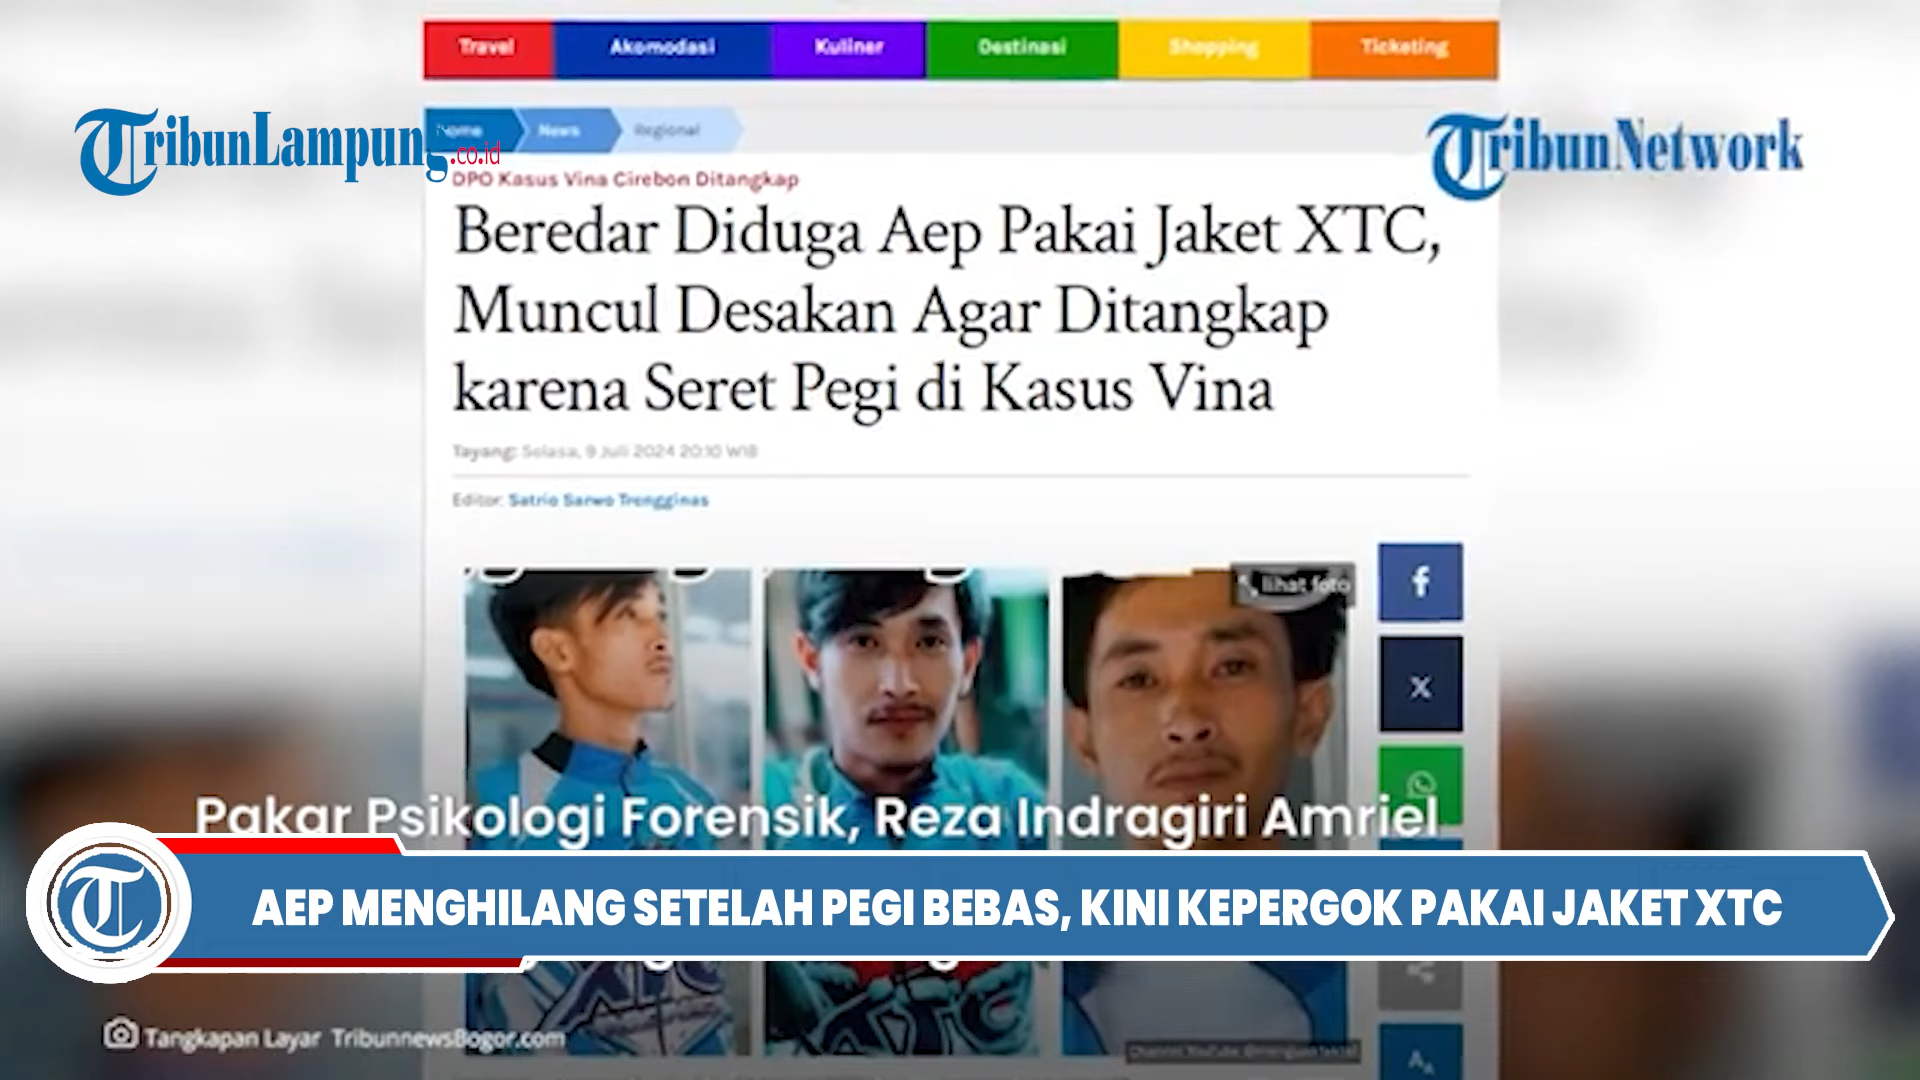 Travel Akomodasi Kuliner Destinasi Shopping Ticketing
TribunLampung.co.id
TribunNetwork
Home News Regional
DPO Kasus Vina Cirebon Ditangkap
Beredar Diduga Aep Pakai Jaket XTC,
Muncul Desakan Agar Ditangkap
karena Seret Pegi di Kasus Vina
Tayang: Selasa, 9 Juli 2024 20:10 WIB
Editor: Satrio Sarwo Trengginas
lihat foto
Pakar Psikologi Forensik, Reza Indragiri Amriel
AEP MENGHILANG SETELAH PEGI BEBAS, KINI KEPERGOK PAKAI JAKET XTC
XTC
XTC
Tangkapan Layar TribunnewsBogor.com